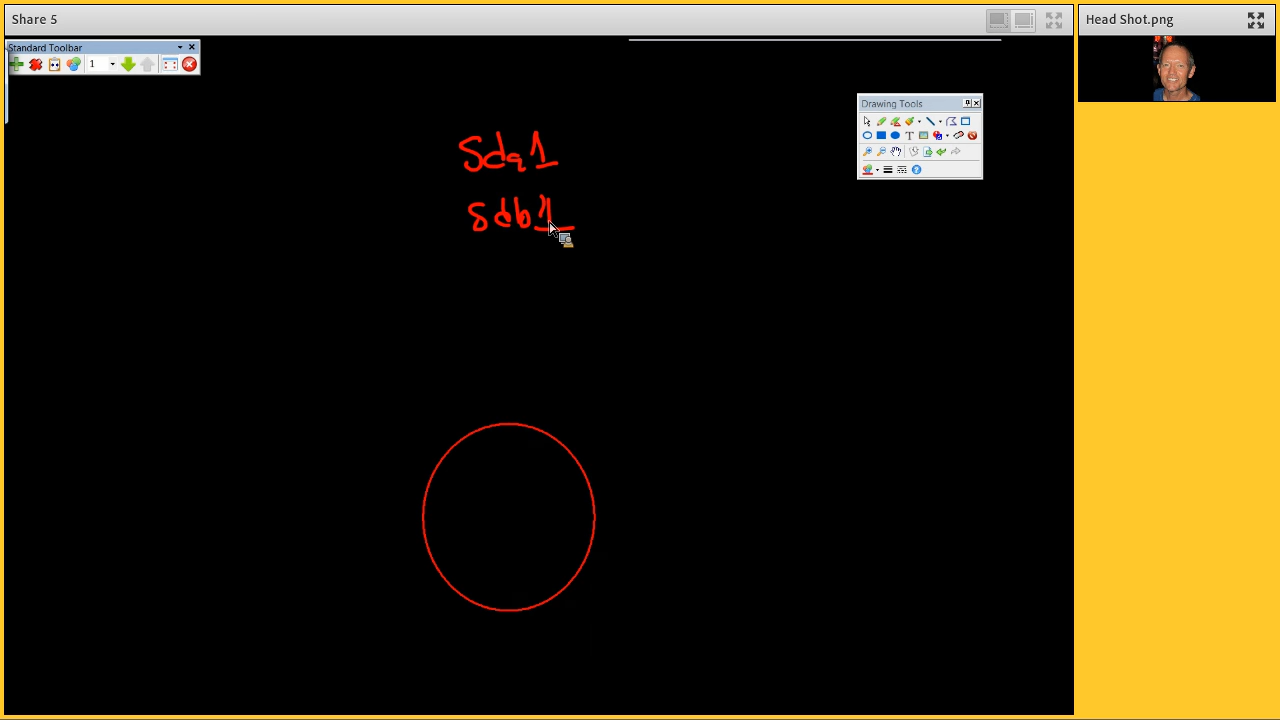 Share 5
Head Shot.png
Standard Toolbar
1
Drawing Tools
T
?
Sda1
Sdb1